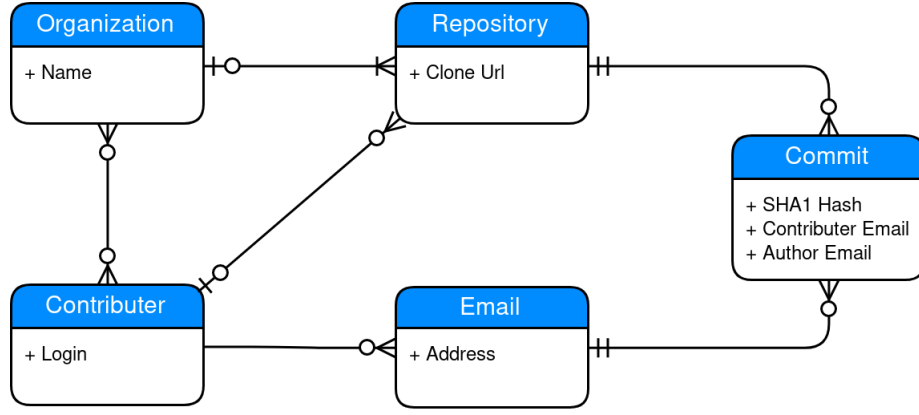 Organization
+ Name
Repository
+ Clone Url
Commit
+ SHA1 Hash
+ Contributer Email
+ Author Email
Contributer
+ Login
Email
+ Address